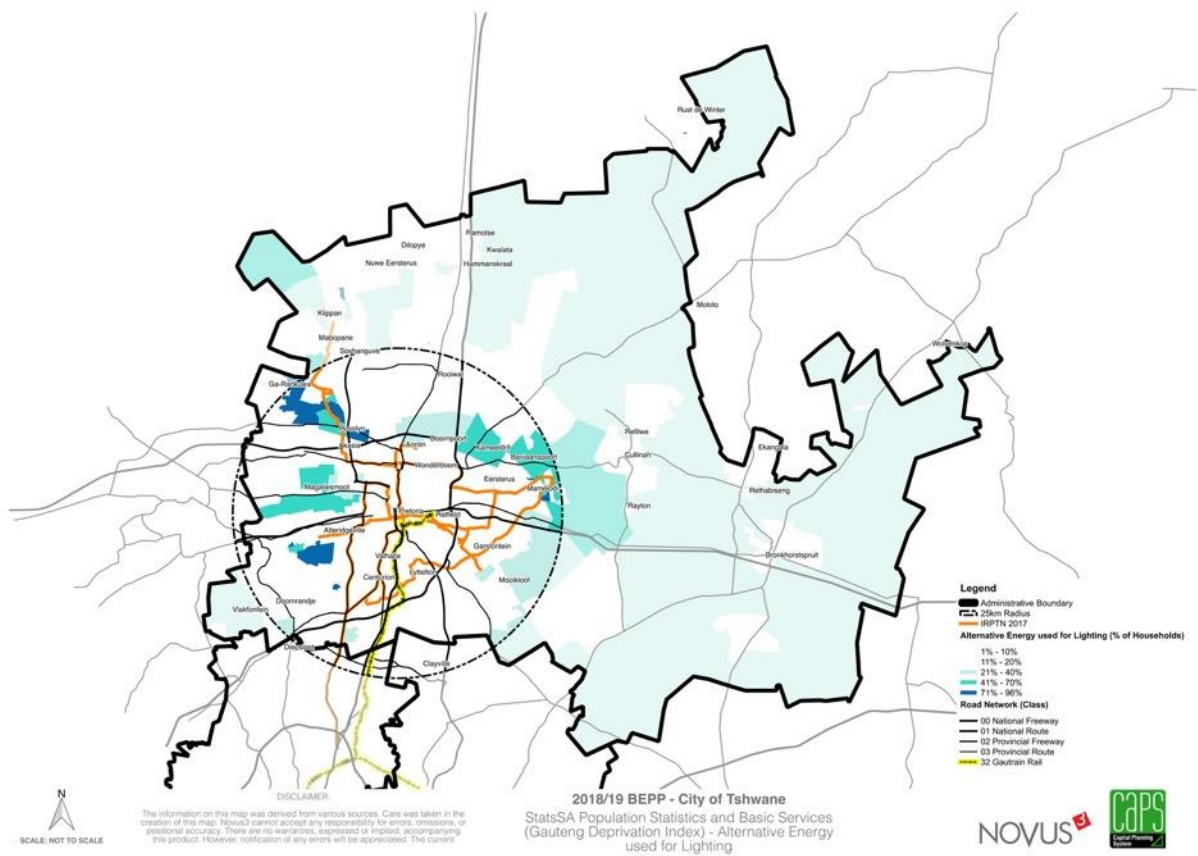 Rust de Winter
Ramotse
Dilopye
Kwalata
Nuwe Eersterus
Hammanskraal
Moloto
Klippan
Mabopane
Soshanguve
Rooiwal
Ga-Rankuwa
Rosslyn
Akasia
Annlin
Boornpoort
Kameeldrif
Baviaanspoort
Refilwe
Cullinan
Ekangala
Wonderboom
Eersterus
Mamelodi
Magaliesmoot
Rethabiseng
Rayton
Pretoria
Hatfield
Atteridgeville
Garsfontein
Bronkhorstspruit
Valhalla
Centurion
Lyttelton
Mooikloof
Doornrandje
Vlakfontein
Diepsloot
Clayville
Legend
Administrative Boundary
25km Radius
IRPTN 2017
Alternative Energy used for Lighting (% of Households)
1% - 10%
11% - 20%
21% - 40%
41% - 70%
71% - 96%
Road Network (Class)
00 National Freeway
01 National Route
02 Provincial Freeway
03 Provincial Route
32 Gautrain Rail
N
SCALE: NOT TO SCALE
DISCLAIMER:
The information on this map was derived from various sources. Care was taken in the
creation of this map. Novus3 cannot accept any responsibility for errors, omissions, or
positional accuracy. There are no warranties, expressed or implied, accompanying
this product. However, notification of any errors will be appreciated. The current
2018/19 BEPP - City of Tshwane
StatsSA Population Statistics and Basic Services
(Gauteng Deprivation Index) - Alternative Energy
used for Lighting
NOVUS3
CAPS
Capital Planning
System